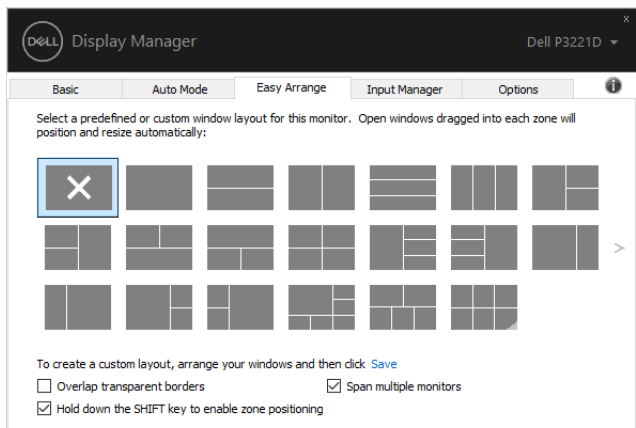 x
DELL Display Manager Dell P3221D
Basic Auto Mode Easy Arrange Input Manager Options
Select a predefined or custom window layout for this monitor. Open windows dragged into each zone will
position and resize automatically:
To create a custom layout, arrange your windows and then click Save
Overlap transparent borders Span multiple monitors
Hold down the SHIFT key to enable zone positioning